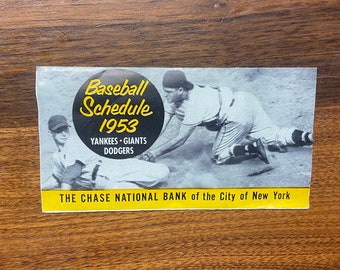 Baseball
Schedule
1953
YANKEES • GIANTS
DODGERS
THE CHASE NATIONAL BANK of the City of New York